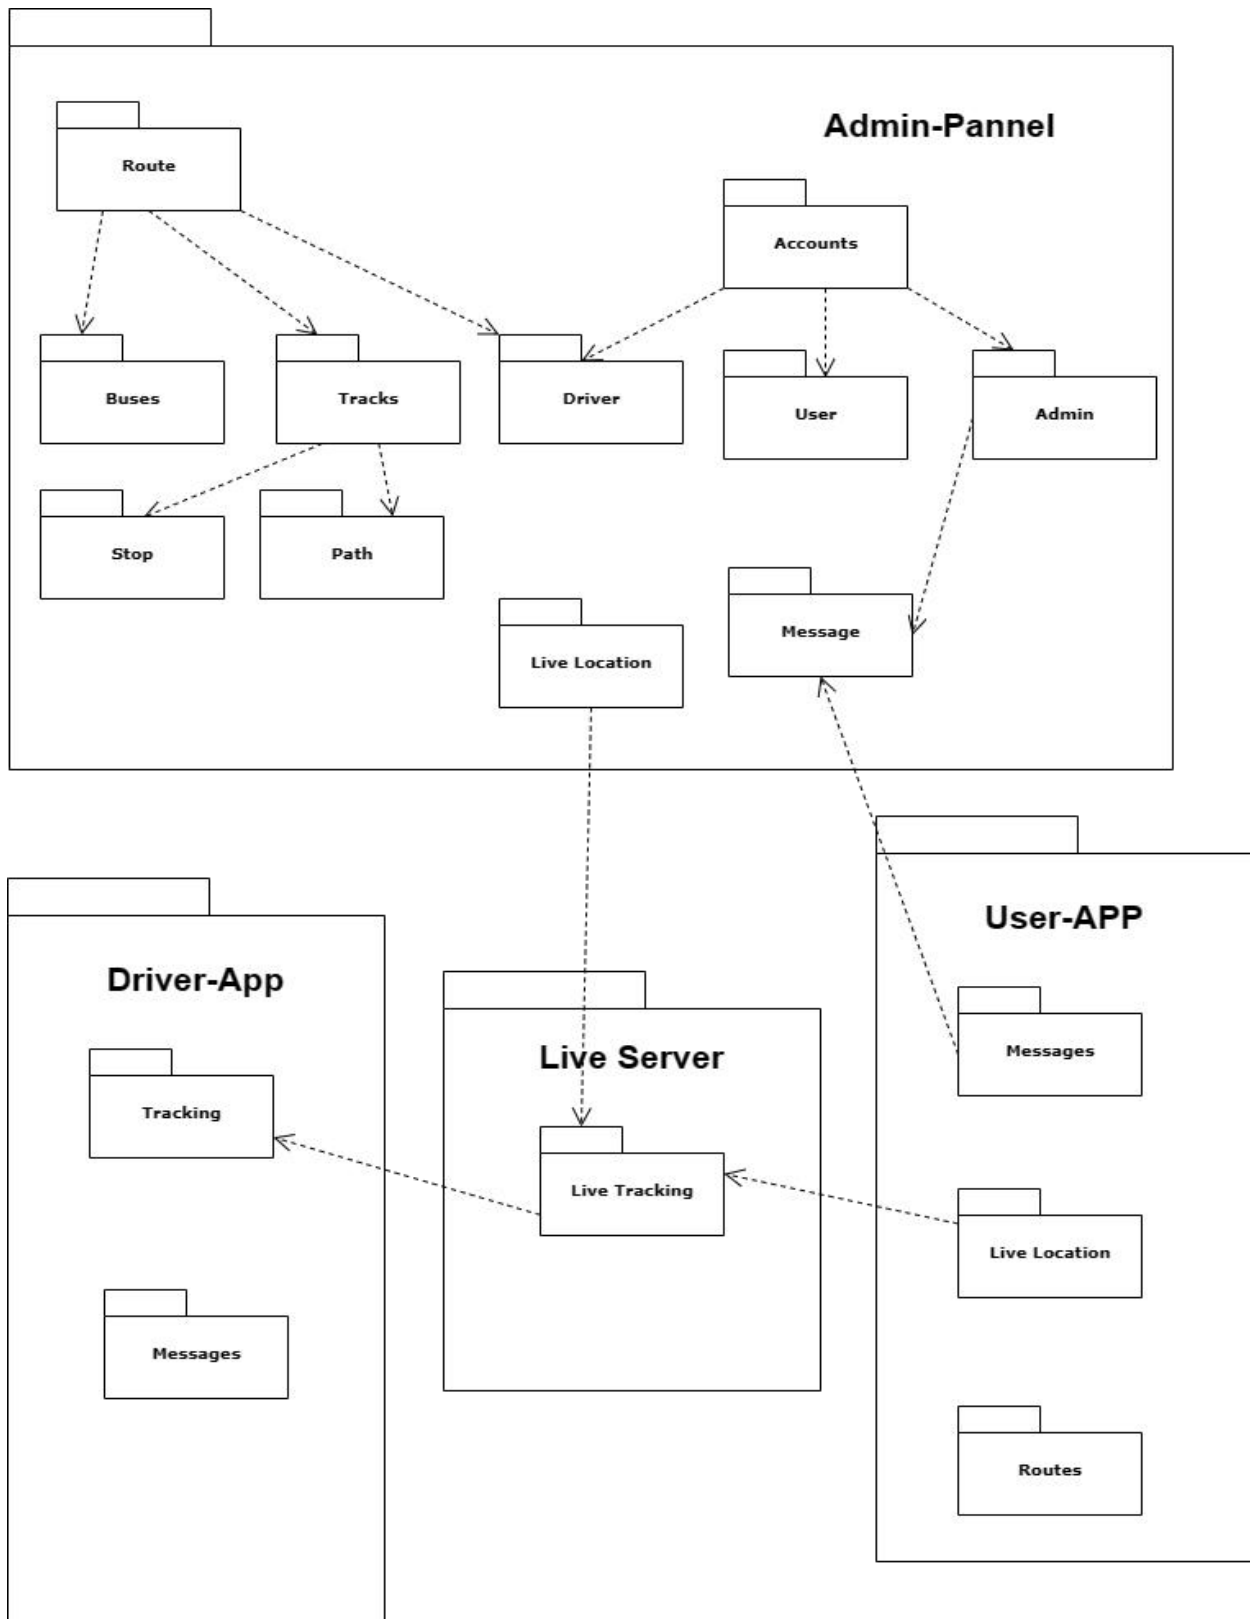 Admin-Pannel
Route
Accounts
Buses
Tracks
Driver
User
Admin
Stop
Path
Live Location
Message
User-APP
Driver-App
Live Server
Messages
Tracking
Live Tracking
Live Location
Messages
Routes